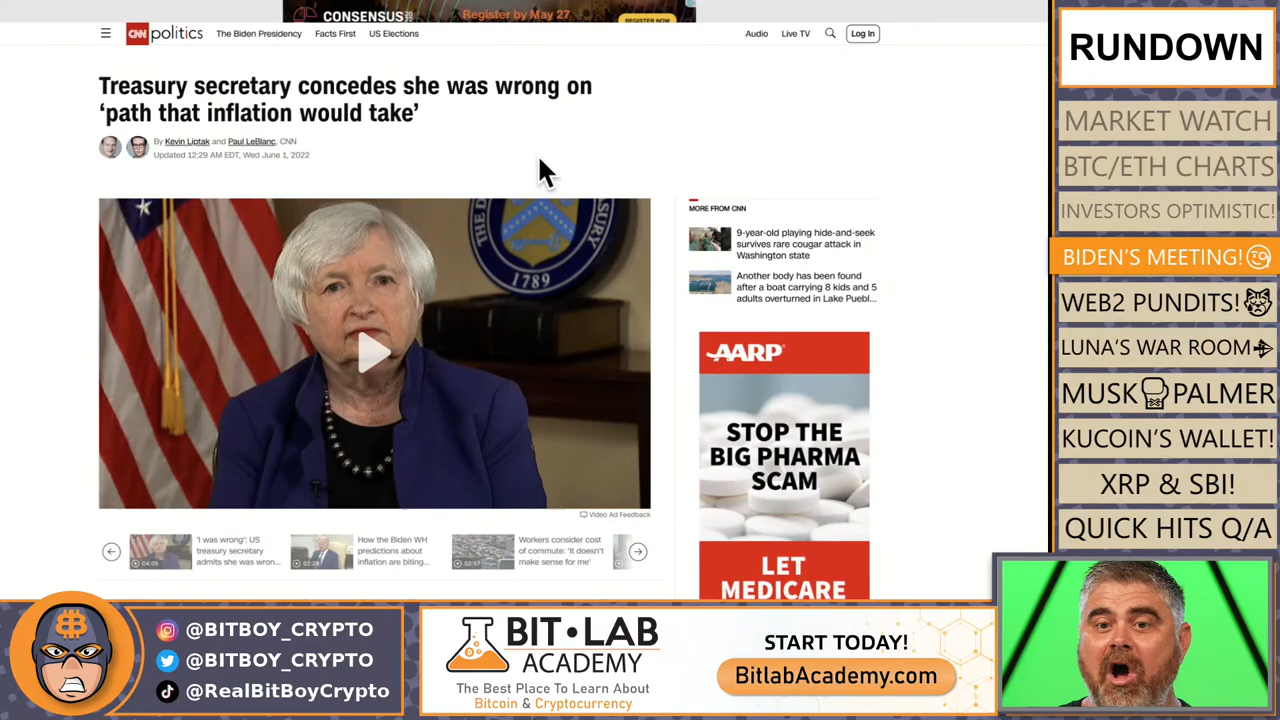 CONSENSUS
Register by May 27
REGISTER NOW
CNN politics
The Biden Presidency
Facts First
US Elections
Audio
Live TV
Log In
Treasury secretary concedes she was wrong on
‘path that inflation would take’
By Kevin Liptak and Paul LeBlanc, CNN
Updated 12:29 AM EDT, Wed June 1, 2022
1789
Video Ad Feedback
'I was wrong': US
treasury secretary
admits she was wron...
04:09
How the Biden WH
predictions about
inflation are biting...
Workers consider cost
of commute: 'It doesn't
make sense for me'
02:57
MORE FROM CNN
9-year-old playing hide-and-seek
survives rare cougar attack in
Washington state
Another body has been found
after a boat carrying 8 kids and 5
adults overturned in Lake Puebl...
AARP
STOP THE
BIG PHARMA
SCAM
LET
MEDICARE
RUNDOWN
MARKET WATCH
BTC/ETH CHARTS
INVESTORS OPTIMISTIC!
BIDEN'S MEETING!
WEB2 PUNDITS!
LUNA'S WAR ROOM
MUSK PALMER
KUCOIN'S WALLET!
XRP & SBI!
QUICK HITS Q/A
@BITBOY_CRYPTO
@BITBOY_CRYPTO
@RealBitBoyCrypto
BIT•LAB
ACADEMY
The Best Place To Learn About
Bitcoin & Cryptocurrency
START TODAY!
BitlabAcademy.com